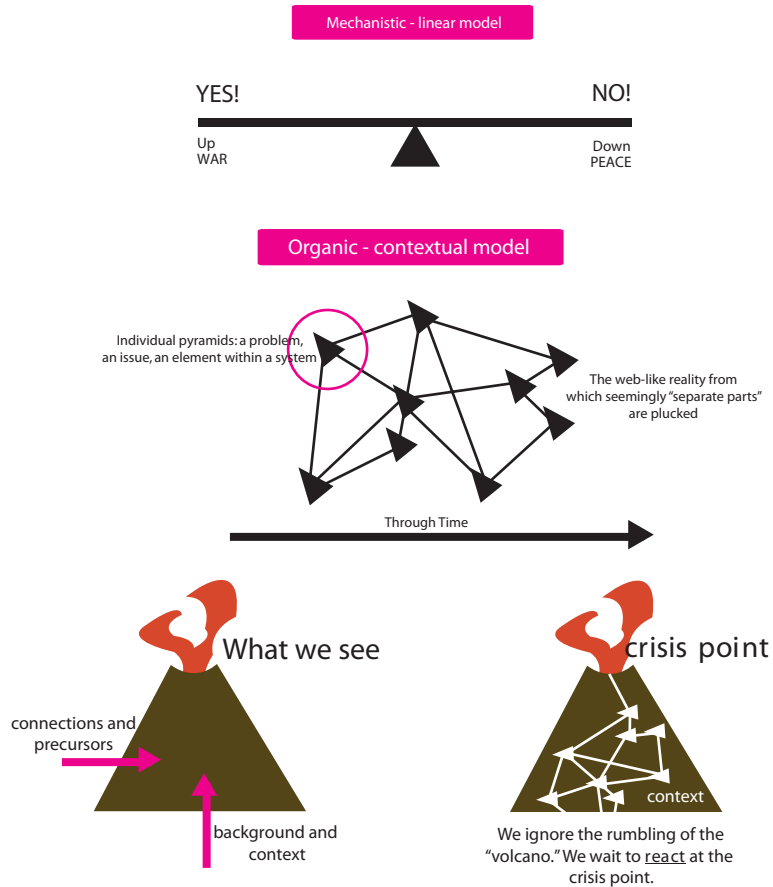 Mechanistic - linear model
YES!
NO!
Up
WAR
Down
PEACE
Organic - contextual model
Individual pyramids: a problem,
an issue, an element within a system
The web-like reality from
which seemingly “separate parts”
are plucked
Through Time
What we see
connections and
precursors
background and
context
crisis point
context
We ignore the rumbling of the
“volcano.” We wait to react at the
crisis point.